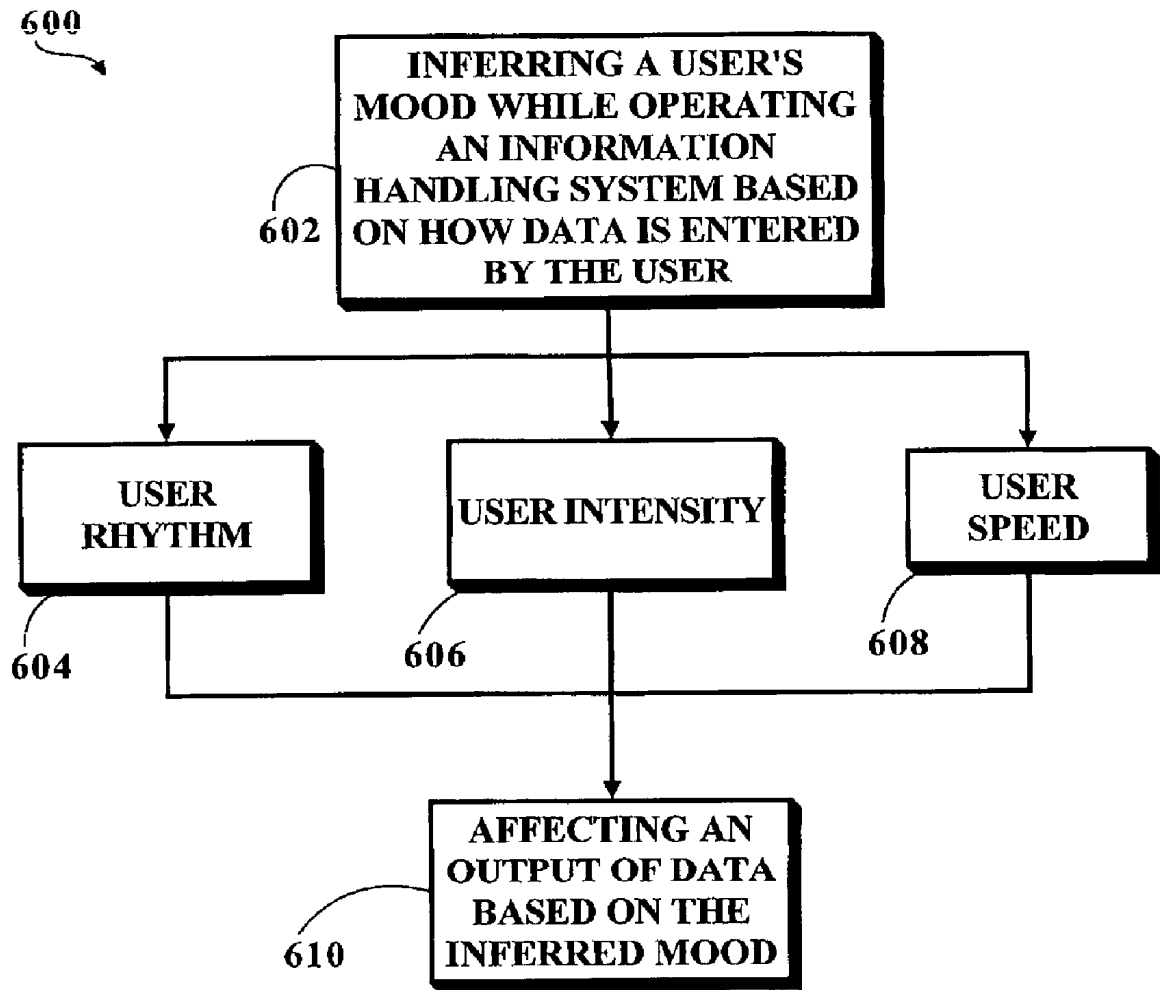 600
INFERRING A USER'S
MOOD WHILE OPERATING
AN INFORMATION
HANDLING SYSTEM BASED
ON HOW DATA IS ENTERED
BY THE USER
602
USER
RHYTHM
604
USER INTENSITY
606
USER
SPEED
608
AFFECTING AN
OUTPUT OF DATA
BASED ON THE
INFERRED MOOD
610